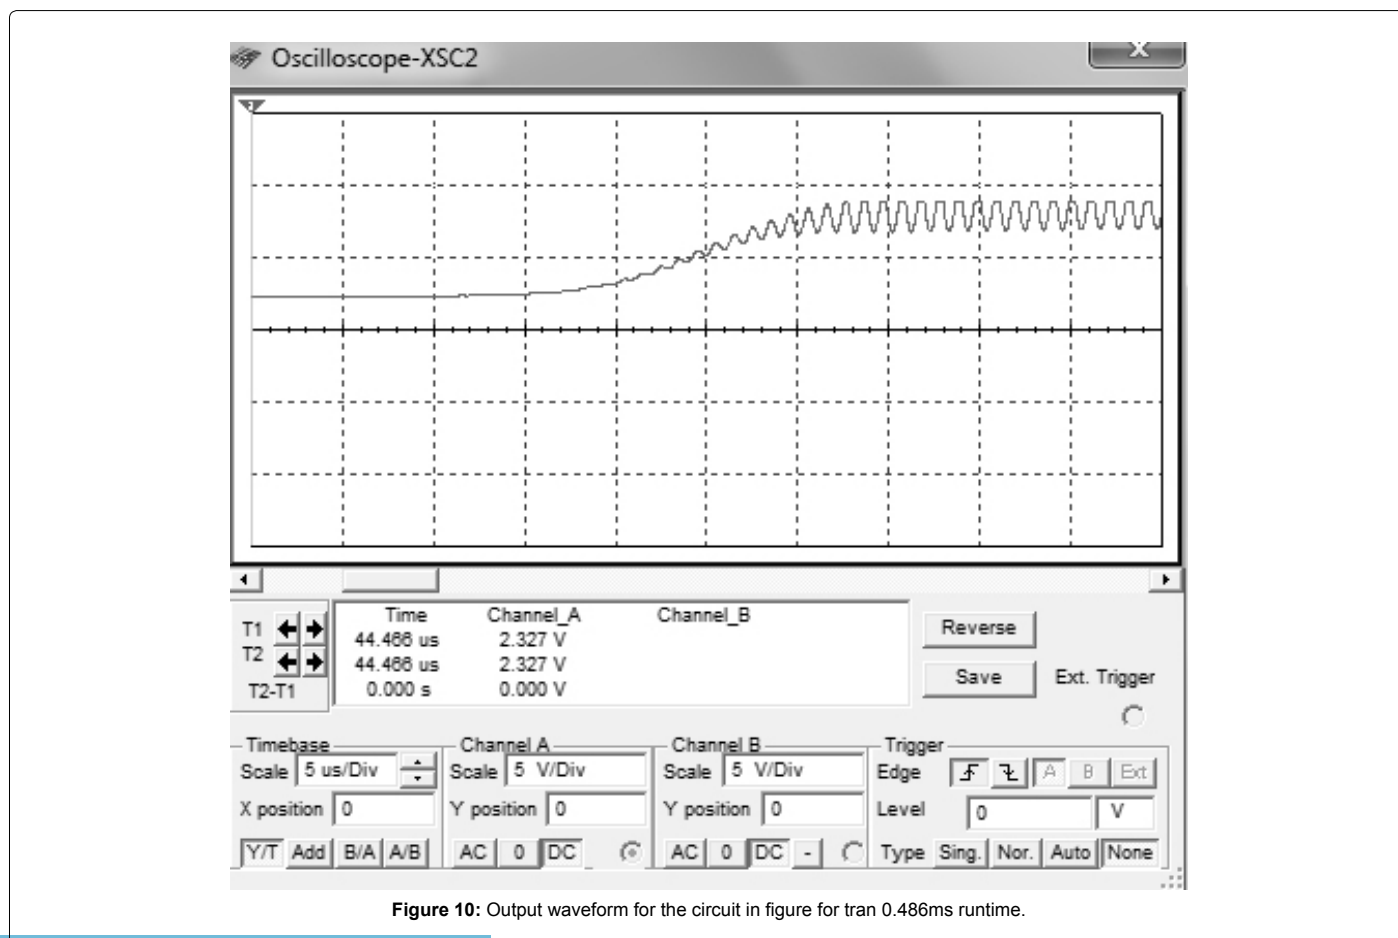 Oscilloscope-XSC2
X
Time Channel_A Channel_B
T1 44.466 us 2.327 V
T2 44.466 us 2.327 V
T2-T1 0.000 s 0.000 V
Reverse
Save
Ext. Trigger
Timebase
Scale 5 us/Div
X position 0
Y/T Add B/A A/B
Channel A
Scale 5 V/Div
Y position 0
AC 0 DC
Channel B
Scale 5 V/Div
Y position 0
AC 0 DC -
Trigger
Edge A B Ext
Level 0 V
Type Sing. Nor. Auto None
Figure 10: Output waveform for the circuit in figure for tran 0.486ms runtime.